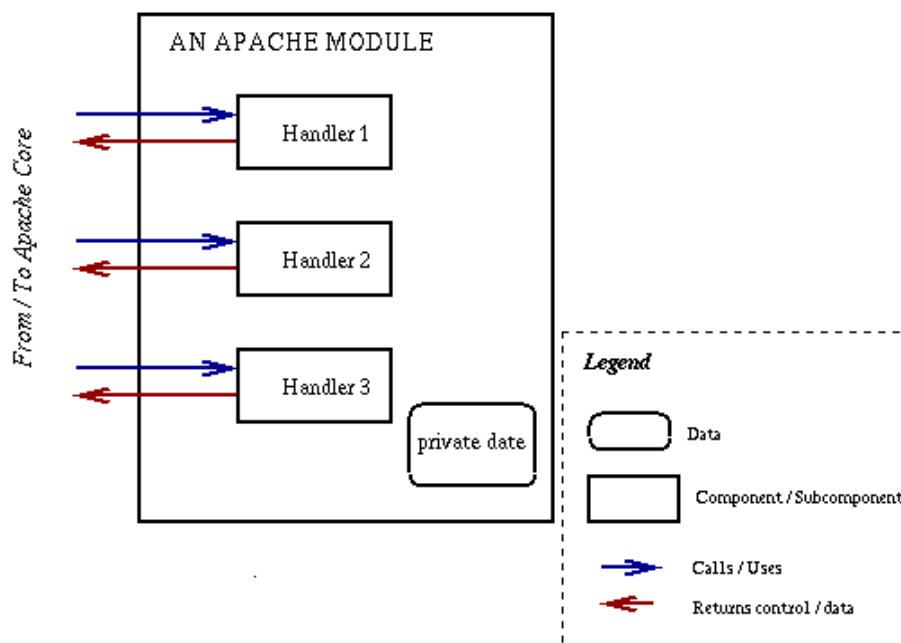 AN APACHE MODULE
From / To Apache Core
Handler 1
Handler 2
Handler 3
private date
Legend
Data
Component / Subcomponent
Calls / Uses
Returns control / data